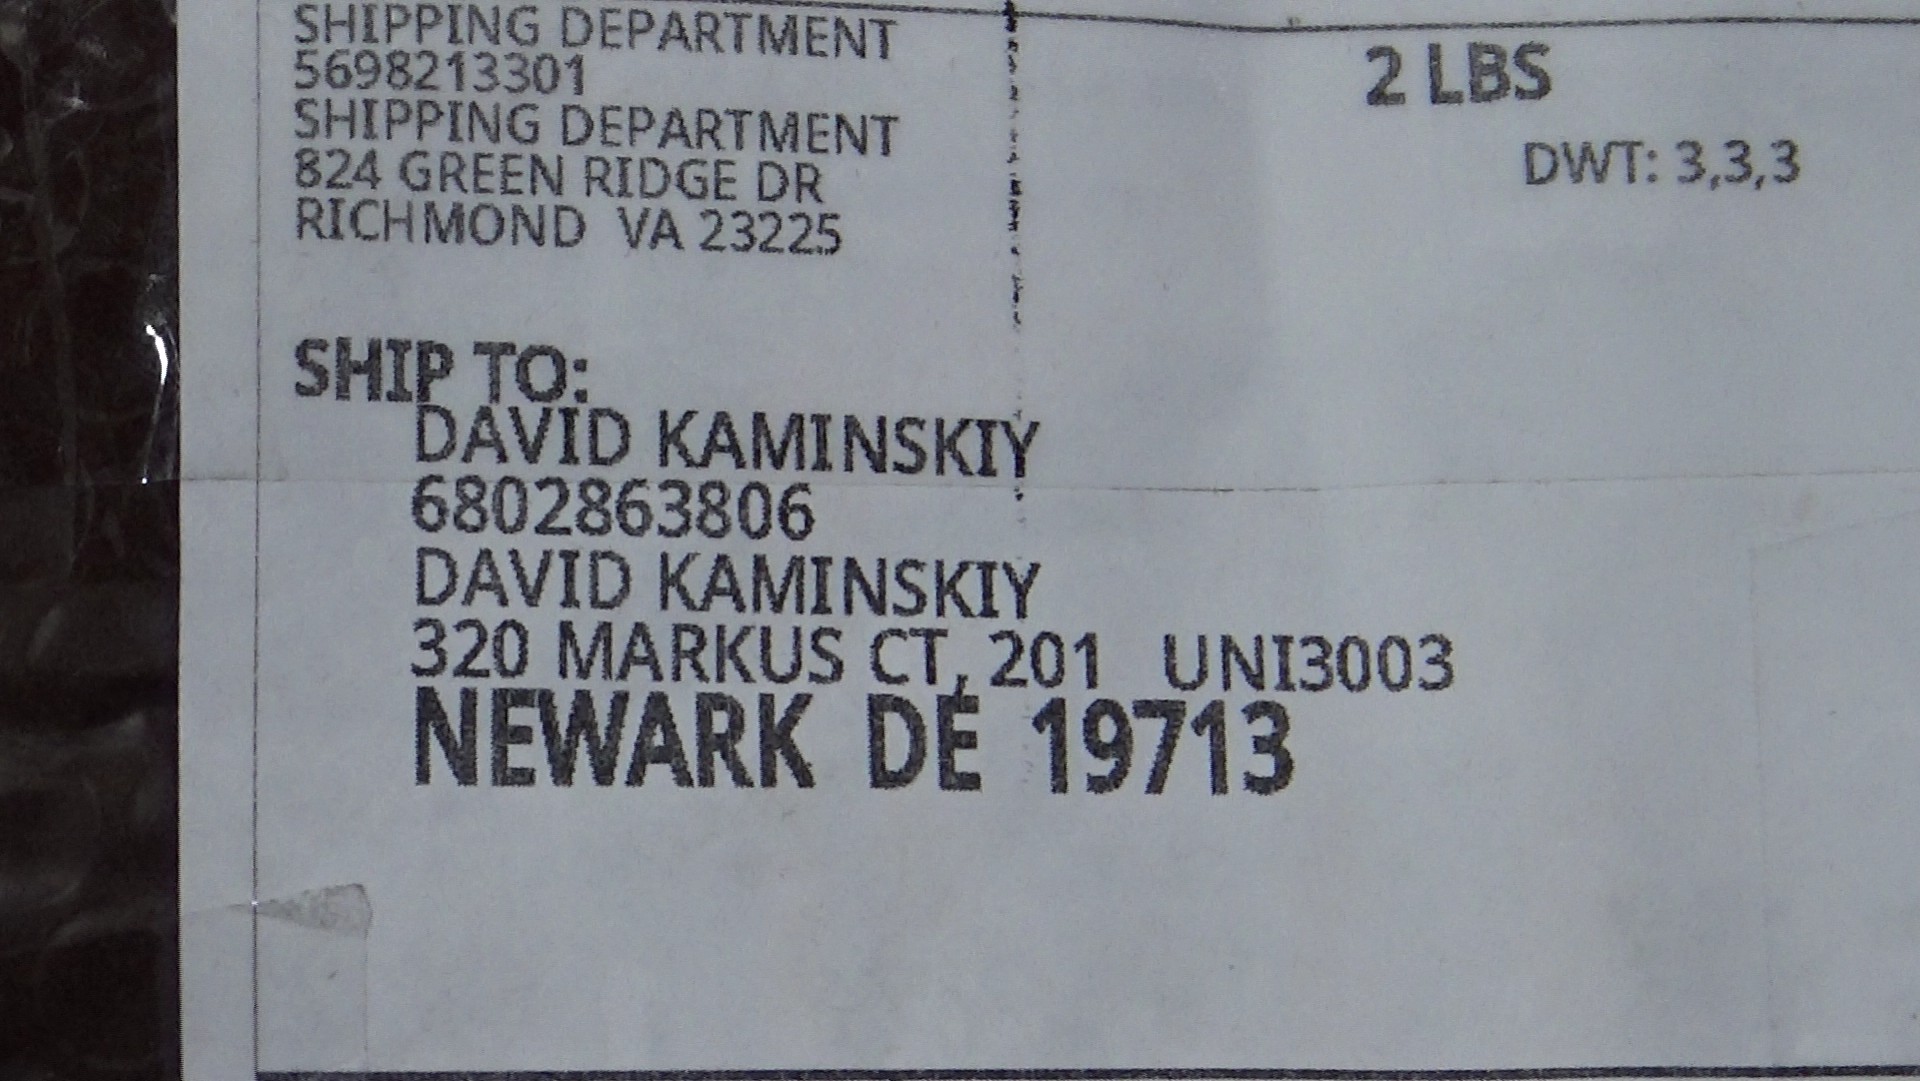 SHIPPING DEPARTMENT
5698213301
SHIPPING DEPARTMENT
824 GREEN RIDGE DR
RICHMOND VA 23225
2 LBS
DWT: 3,3,3
SHIP TO:
DAVID KAMINSKIY
6802863806
DAVID KAMINSKIY
320 MARKUS CT, 201 UNI3003
NEWARK DE 19713